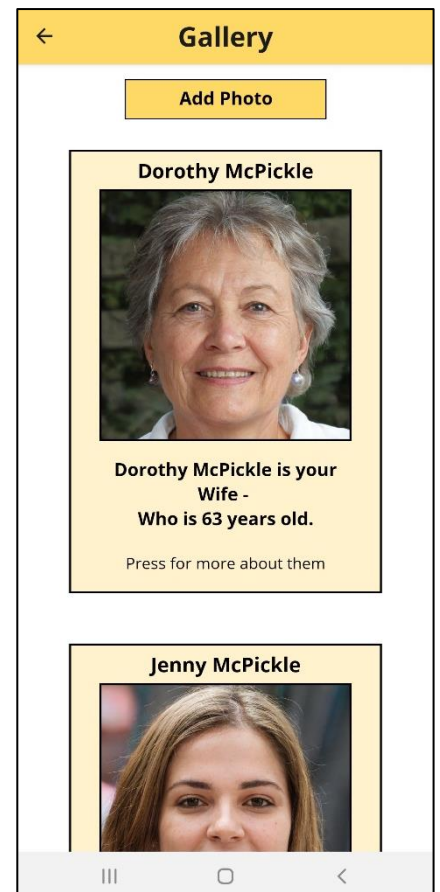 Gallery
Add Photo
Dorothy McPickle
Dorothy McPickle is your
Wife -
Who is 63 years old.
Press for more about them
Jenny McPickle